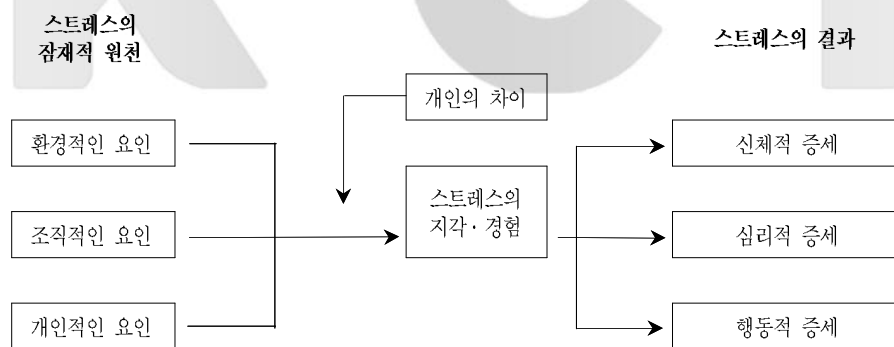 스트레스의
잠재적 원천
스트레스의 결과
개인의 차이
환경적인 요인
신체적 증세
스트레스의
지각·경험
조직적인 요인
심리적 증세
개인적인 요인
행동적 증세